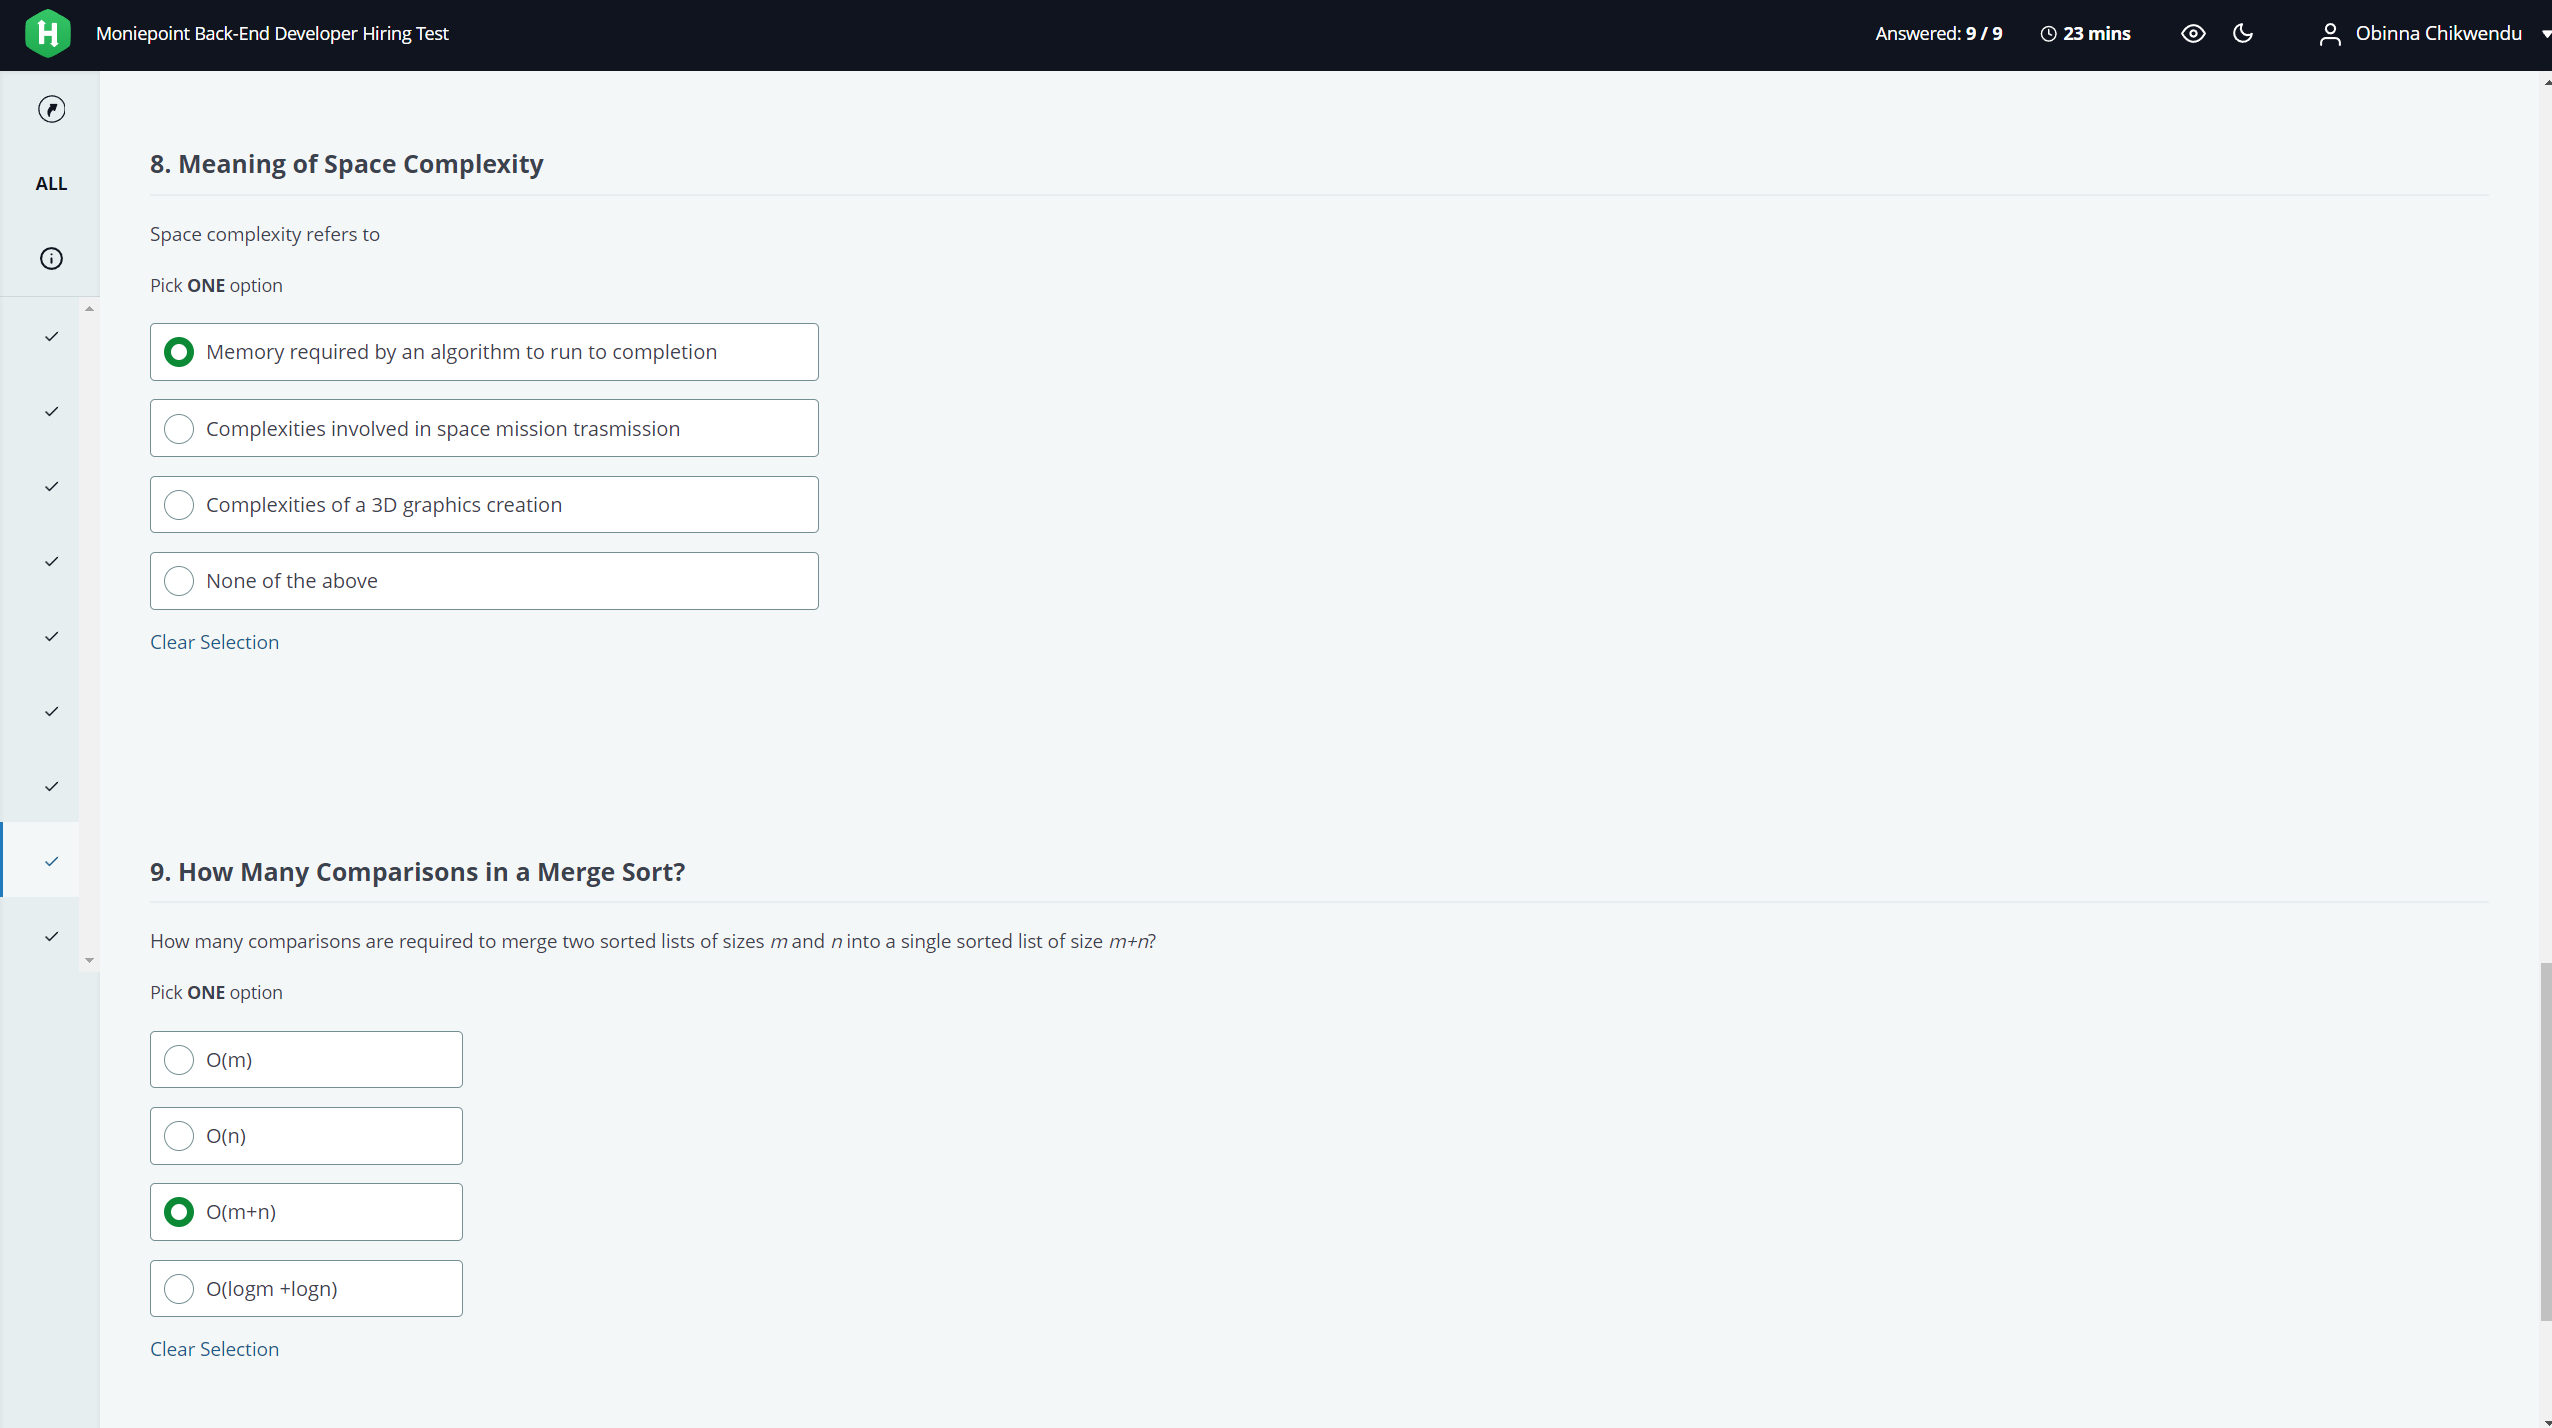 Moniepoint Back-End Developer Hiring Test
Answered: 9 / 9
23 mins
Obinna Chikwendu
ALL
8. Meaning of Space Complexity
Space complexity refers to
Pick ONE option
Memory required by an algorithm to run to completion
Complexities involved in space mission trasmission
Complexities of a 3D graphics creation
None of the above
Clear Selection
9. How Many Comparisons in a Merge Sort?
How many comparisons are required to merge two sorted lists of sizes m and n into a single sorted list of size m+n?
Pick ONE option
O(m)
O(n)
O(m+n)
O(logm +logn)
Clear Selection